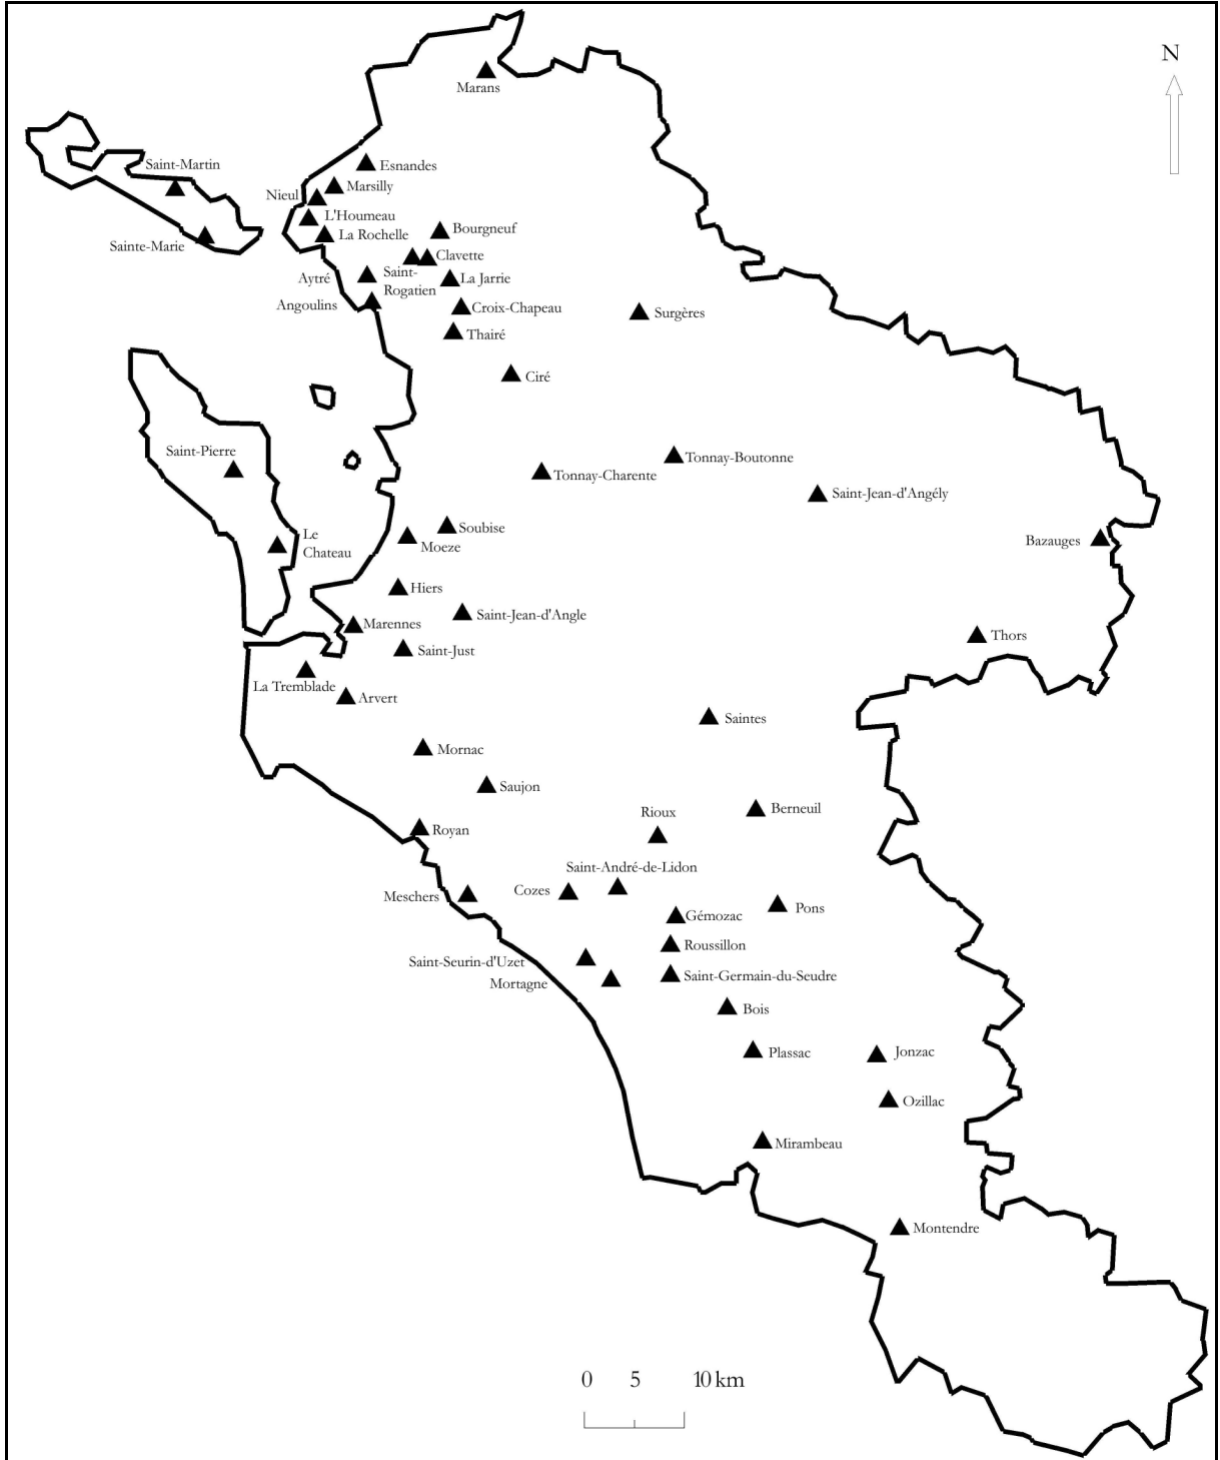 N
Marans
Saint-Martin
Esnandes
Nieul
Marsilly
L'Houmeau
Bourgneuf
La Rochelle
Sainte-Marie
Clavette
Aytré
Saint-
Rogatien
La Jarrie
Angoulins
Croix-Chapeau
Surgères
Thairé
Ciré
Saint-Pierre
Tonnay-Boutonne
Tonnay-Charente
Saint-Jean-d'Angély
Soubise
Le
Chateau
Moeze
Bazauges
Hiers
Saint-Jean-d'Angle
Marennes
Thors
Saint-Just
La Tremblade
Arvert
Saintes
Mornac
Saujon
Rioux
Berneuil
Royan
Saint-André-de-Lidon
Cozes
Meschers
Pons
Gémozac
Roussillon
Saint-Seurin-d'Uzet
Saint-Germain-du-Seudre
Mortagne
Bois
Plassac
Jonzac
Ozillac
Mirambeau
Montendre
0 5 10 km